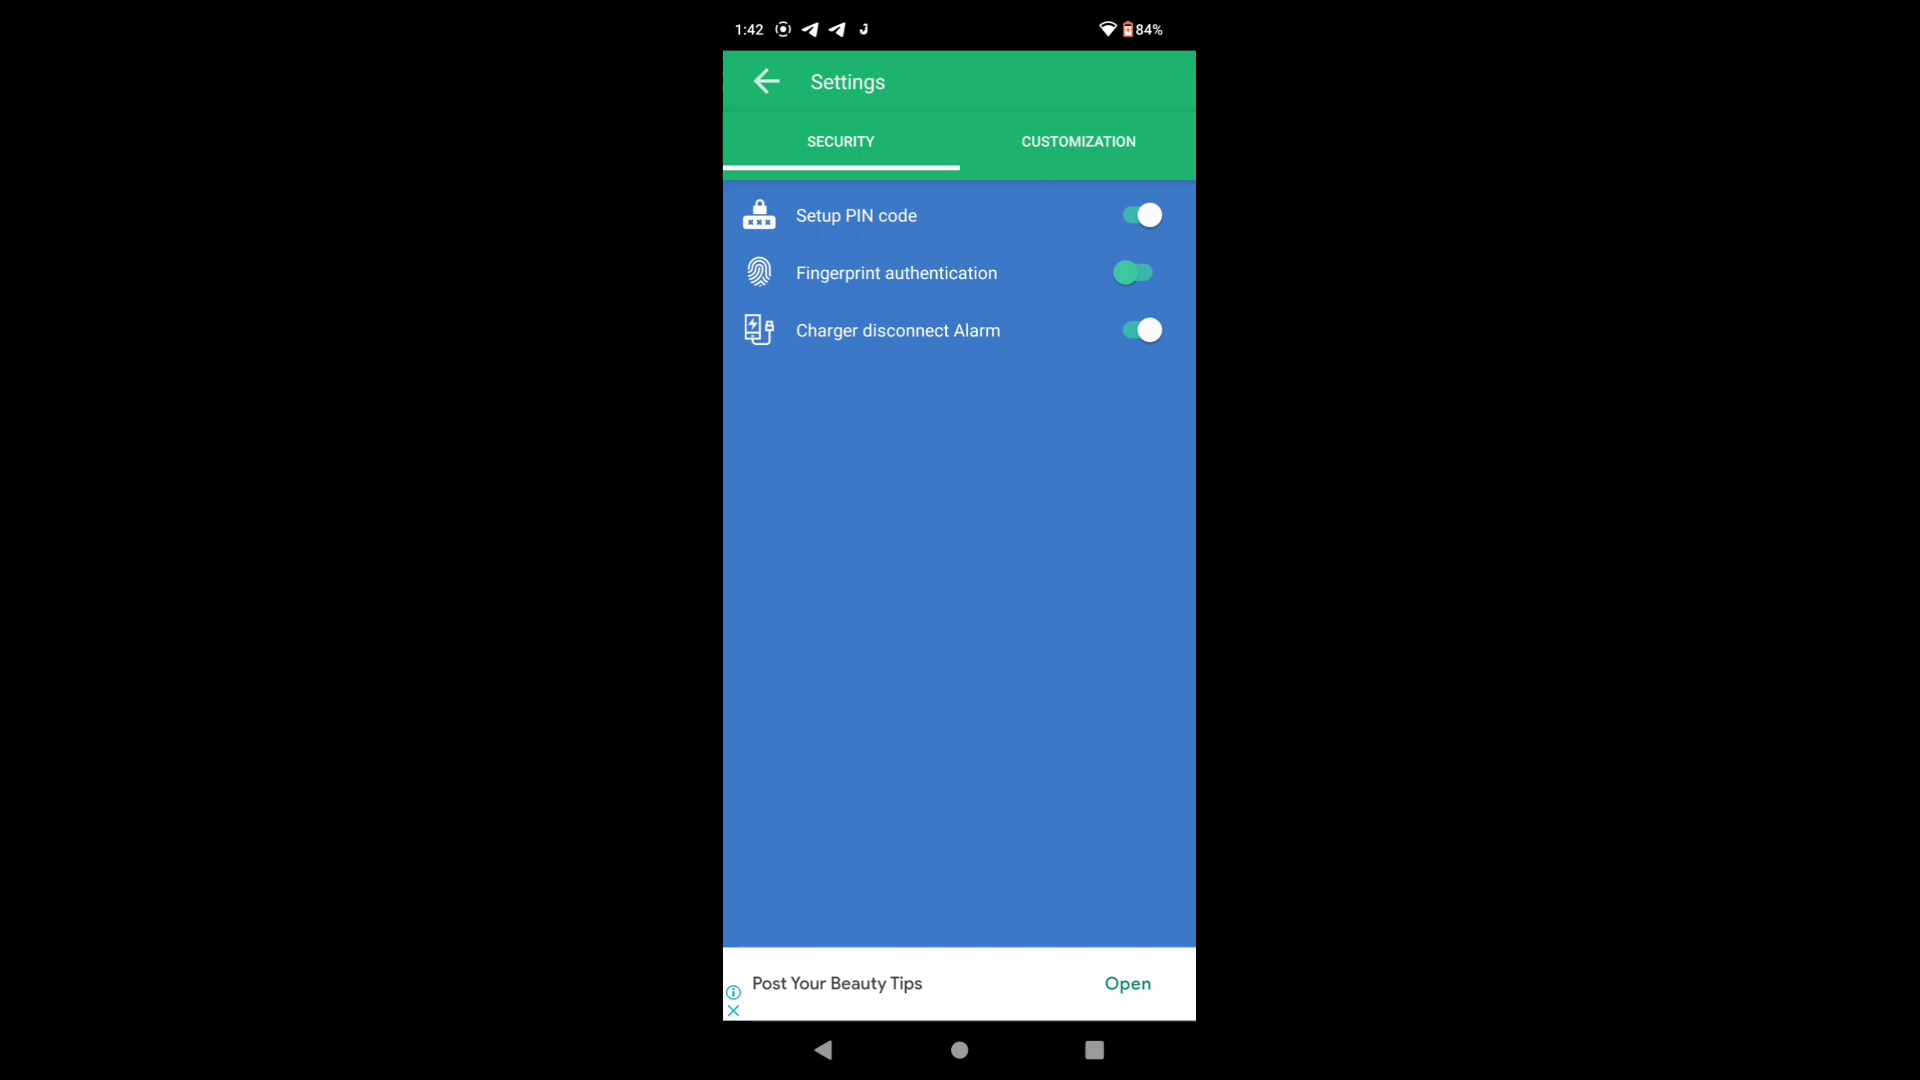 1:42
84%
Settings
SECURITY
CUSTOMIZATION
Setup PIN code
Fingerprint authentication
Charger disconnect Alarm
Post Your Beauty Tips
Open